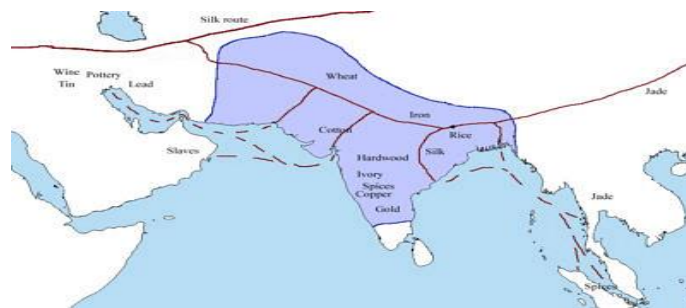 Silk route
Wine Pottery Lead
Tin
Wheat
Jade
Iron
Cotton
Rice
Slaves
Hardwood
Silk
Ivory
Spices
Copper
Jade
Gold
Spices